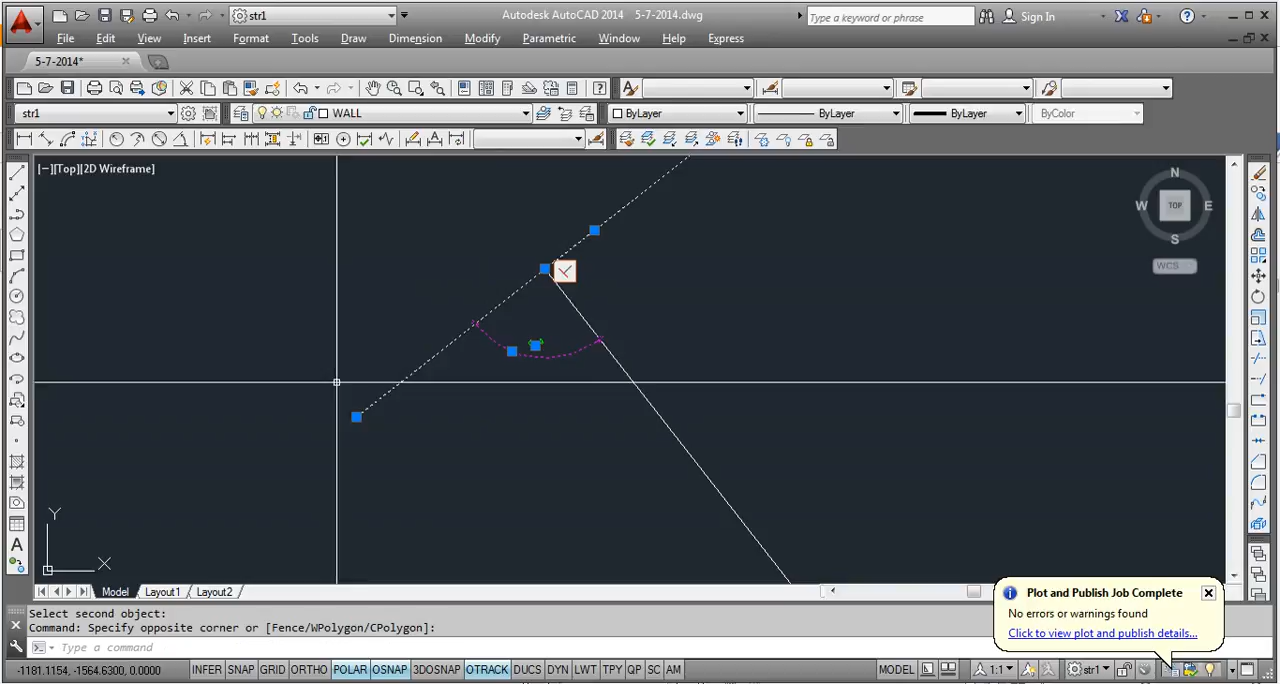 str1
Autodesk AutoCAD 2014 5-7-2014.dwg
Type a keyword or phrase
Sign In
File Edit View Insert Format Tools Draw Dimension Modify Parametric Window Help Express
5-7-2014*
str1 WALL ByLayer ByLayer ByLayer ByColor
[−][Top][2D Wireframe]
N
W TOP E
S
WCS
Y
X
Model Layout1 Layout2
Select second object:
Command: Specify opposite corner or [Fence/WPolygon/CPolygon]:
Type a command
Plot and Publish Job Complete
No errors or warnings found
Click to view plot and publish details...
-1181.1154, -1564.6300, 0.0000 INFER SNAP GRID ORTHO POLAR OSNAP 3DOSNAP OTRACK DUCS DYN LWT TPY QP SC AM MODEL 1:1 str1